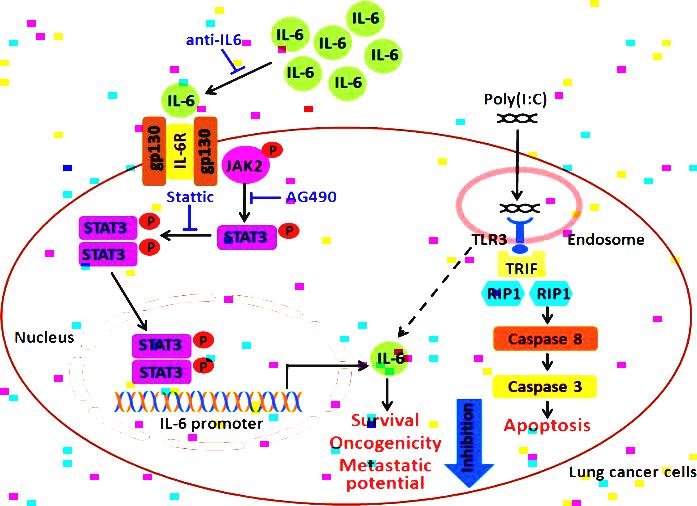 IL-6
IL-6
IL-6
IL-6
IL-6
IL-6
anti-IL6
IL-6
Poly(I:C)
gp130
IL-6R
gp130
JAK2
P
Stattic
AG490
STAT3
P
STAT3
P
STAT3
P
TLR3
Endosome
TRIF
RIP1
RIP1
Nucleus
STAT3
P
STAT3
P
IL-6
Caspase 8
Caspase 3
IL-6 promoter
Survival
Oncogenicity
Metastatic
potential
Inhibition
Apoptosis
Lung cancer cells